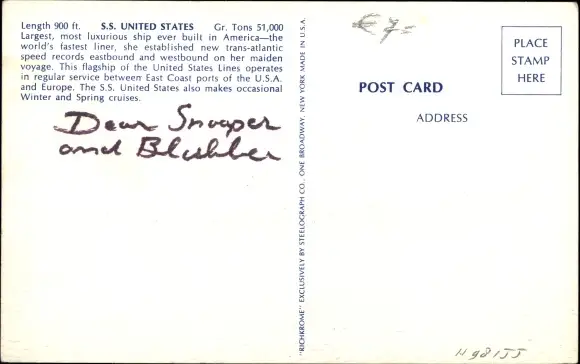 Length 900 ft. S.S. UNITED STATES Gr. Tons 51,000
Largest, most luxurious ship ever built in America—the
world's fastest liner, she established new trans-atlantic
speed records eastbound and westbound on her maiden
voyage. This flagship of the United States Lines operates
in regular service between East Coast ports of the U.S.A.
and Europe. The S.S. United States also makes occasional
Winter and Spring cruises.
Dear Snooper
and Blubber
"RICHKROME" EXCLUSIVELY BY STEELOGRAPH CO., ONE BROADWAY, NEW YORK MADE IN U.S.A.
€ 7=
POST CARD
ADDRESS
PLACE
STAMP
HERE